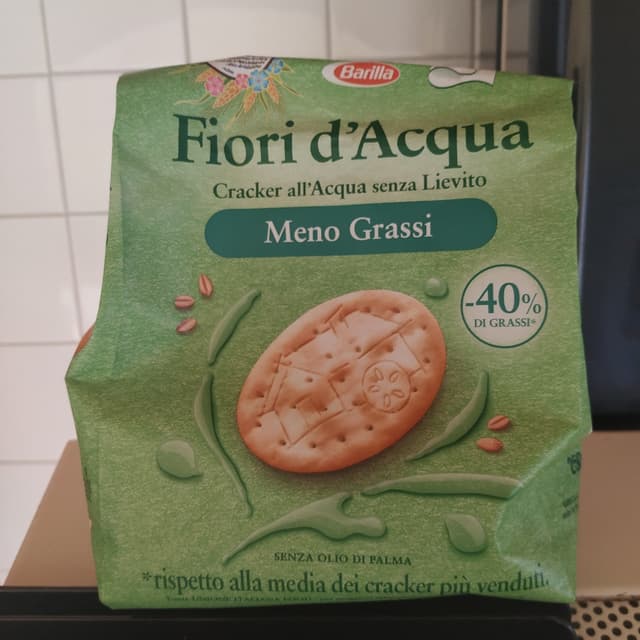 Barilla
Fiori d'Acqua
Cracker all'Acqua senza Lievito
Meno Grassi
-40%
DI GRASSI*
SENZA OLIO DI PALMA
*rispetto alla media dei cracker più venduti.